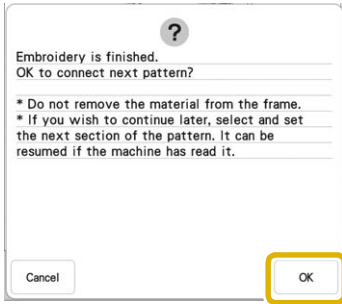 ?
Embroidery is finished.
OK to connect next pattern?
* Do not remove the material from the frame.
* If you wish to continue later, select and set
the next section of the pattern. It can be
resumed if the machine has read it.
Cancel
OK